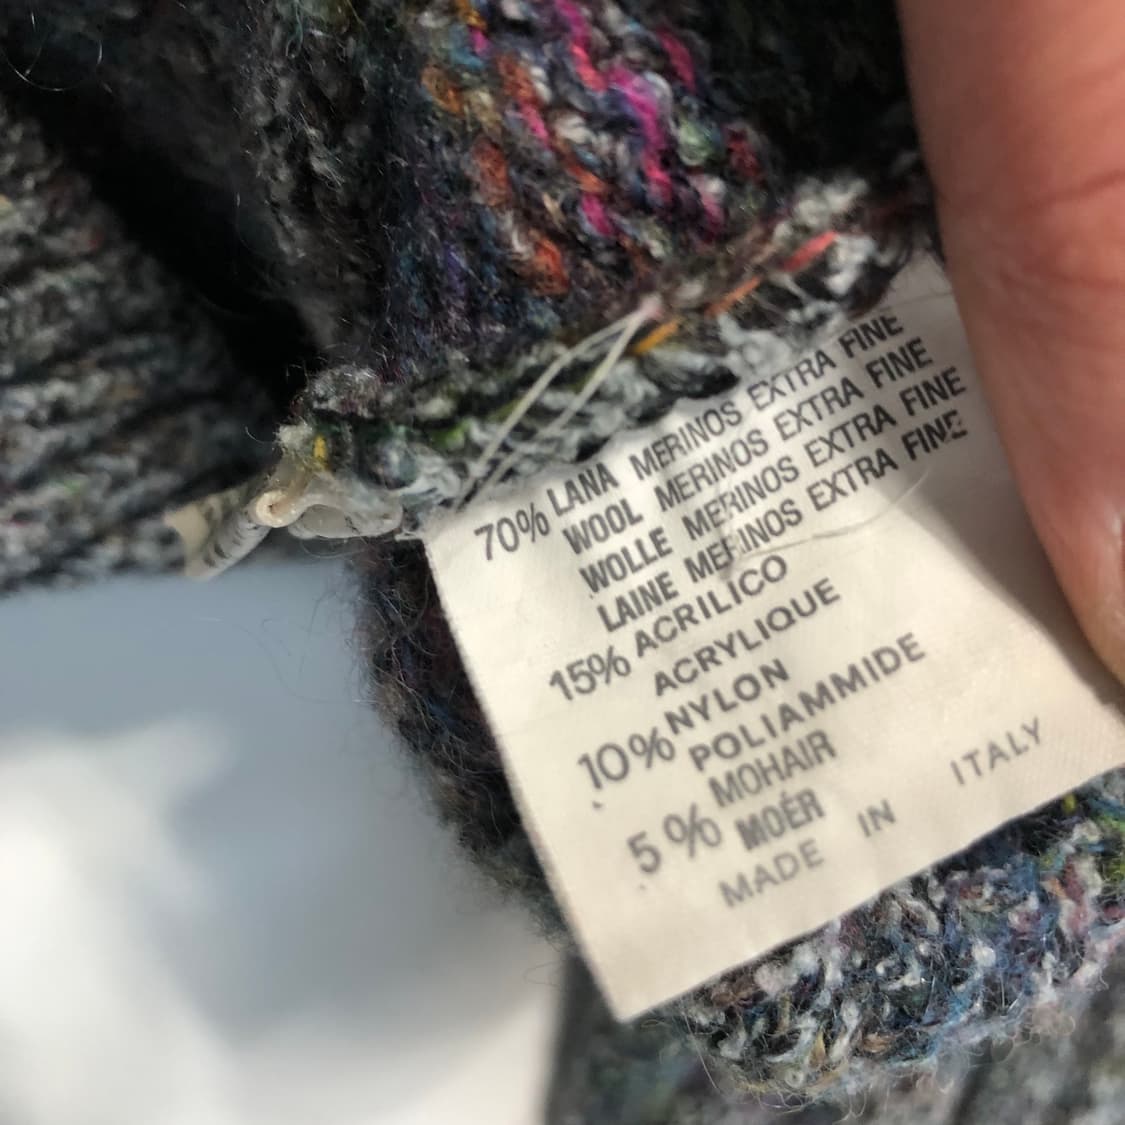 70% LANA MERINOS EXTRA FINE
WOOL MERINOS EXTRA FINE
WOLLE MERINOS EXTRA FINE
LAINE MERINOS EXTRA FINE
15% ACRILICO
ACRYLIQUE
10% NYLON
POLIAMMIDE
5% MOHAIR
MOÉR
MADE IN ITALY